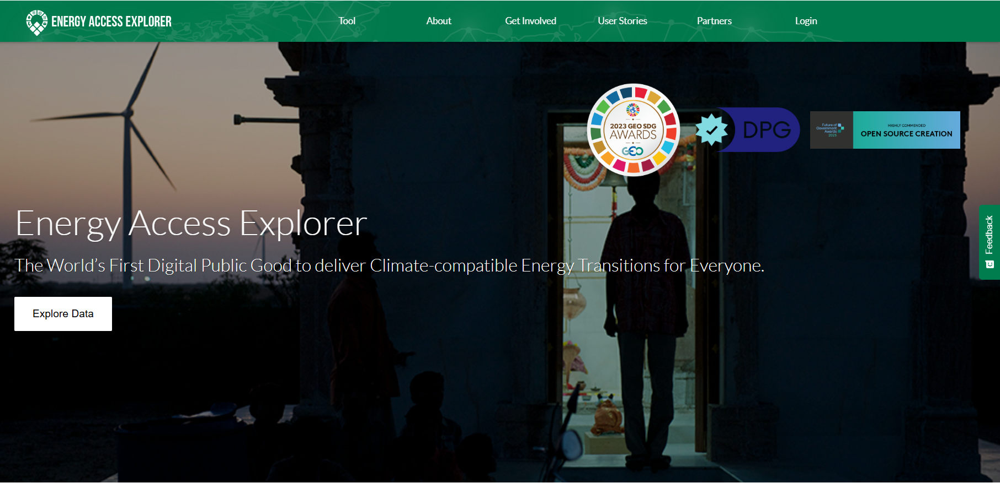 ENERGY ACCESS EXPLORER
Tool
About
Get Involved
User Stories
Partners
Login
2023 GEO SDG
AWARDS
GEO
DPG
Future of
Government
Awards
2025
HIGHLY COMMENDED
OPEN SOURCE CREATION
Energy Access Explorer
The World’s First Digital Public Good to deliver Climate-compatible Energy Transitions for Everyone.
Explore Data
Feedback